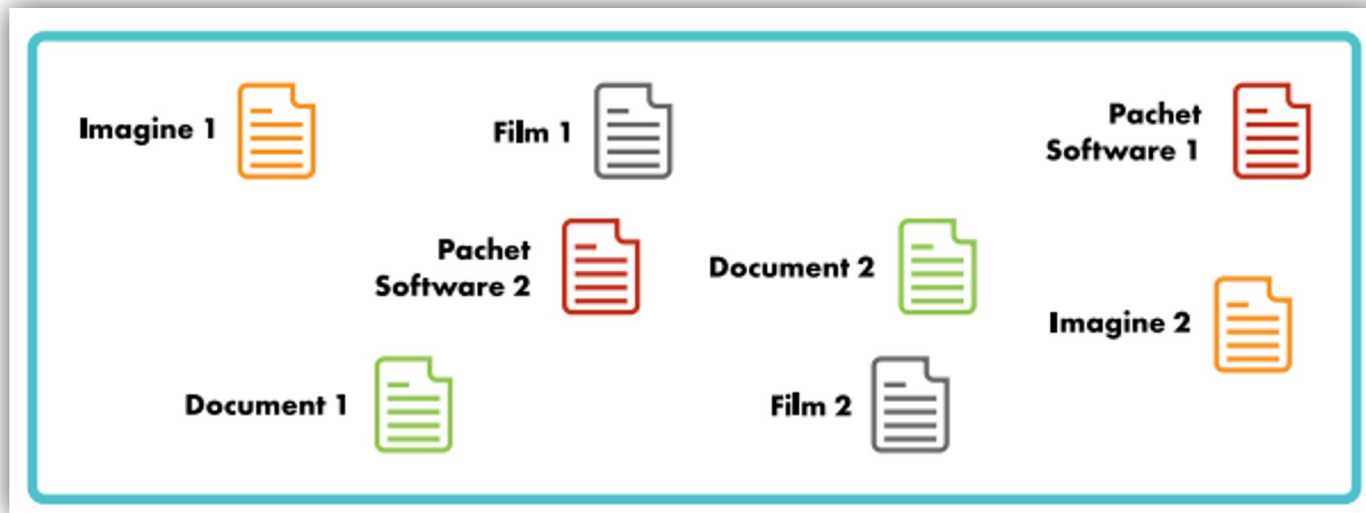 Imagine 1
Film 1
Pachet
Software 1
Pachet
Software 2
Document 2
Imagine 2
Document 1
Film 2